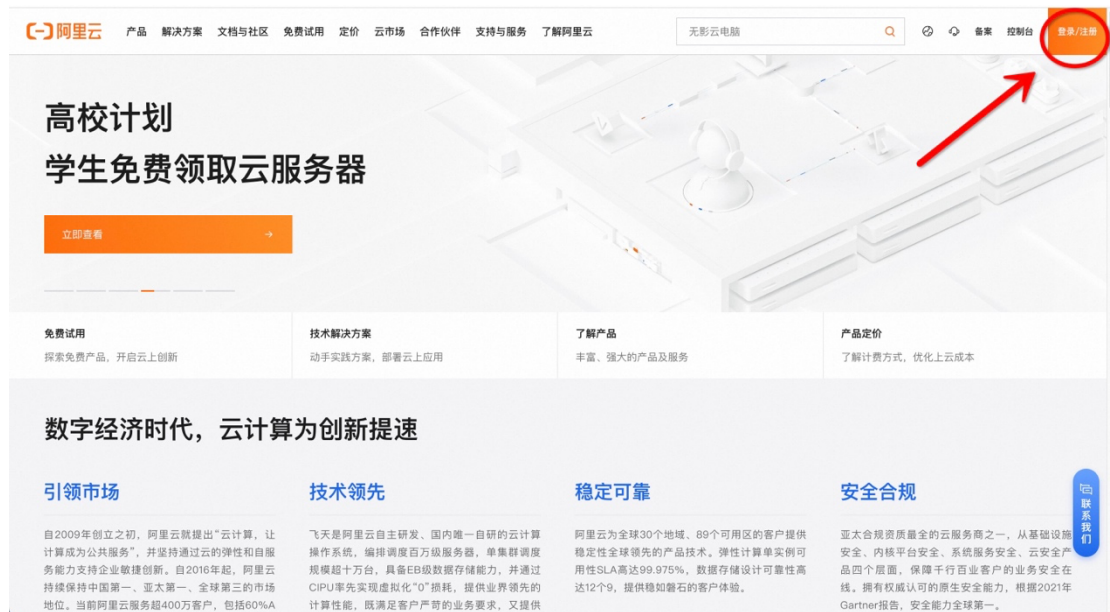 阿里云 产品 解决方案 文档与社区 免费试用 定价 云市场 合作伙伴 支持与服务 了解阿里云 无影云电脑 备案 控制台 登录/注册
高校计划
学生免费领取云服务器
立即查看 →
免费试用
探索免费产品，开启云上创新
技术解决方案
动手实践方案，部署云上应用
了解产品
丰富、强大的产品及服务
产品定价
了解计费方式，优化上云成本
数字经济时代，云计算为创新提速
引领市场
自2009年创立之初，阿里云就提出“云计算，让
计算成为公共服务”，并坚持通过云的弹性和自服
务能力支持企业敏捷创新。自2016年起，阿里云
持续保持中国第一、亚太第一、全球第三的市场
地位。当前阿里云服务超400万客户，包括60%A
技术领先
飞天是阿里云自主研发、国内唯一自研的云计算
操作系统，编排调度百万级服务器，单集群调度
规模超十万台，具备EB级数据存储能力，并通过
CIPU率先实现虚拟化“0”损耗，提供业界领先的
计算性能，既满足客户严苛的业务要求，又提供
稳定可靠
阿里云为全球30个地域、89个可用区的客户提供
稳定性全球领先的产品技术。弹性计算单实例可
用性SLA高达99.975%，数据存储设计可靠性高
达12个9，提供稳如磐石的客户体验。
安全合规
亚太合规资质最全的云服务商之一，从基础设施
安全、内核平台安全、系统服务安全、云安全产
品四个层面，保障千行百业客户的业务安全在
线。拥有权威认可的原生安全能力，根据2021年
Gartner报告，安全能力全球第一。
联系我们